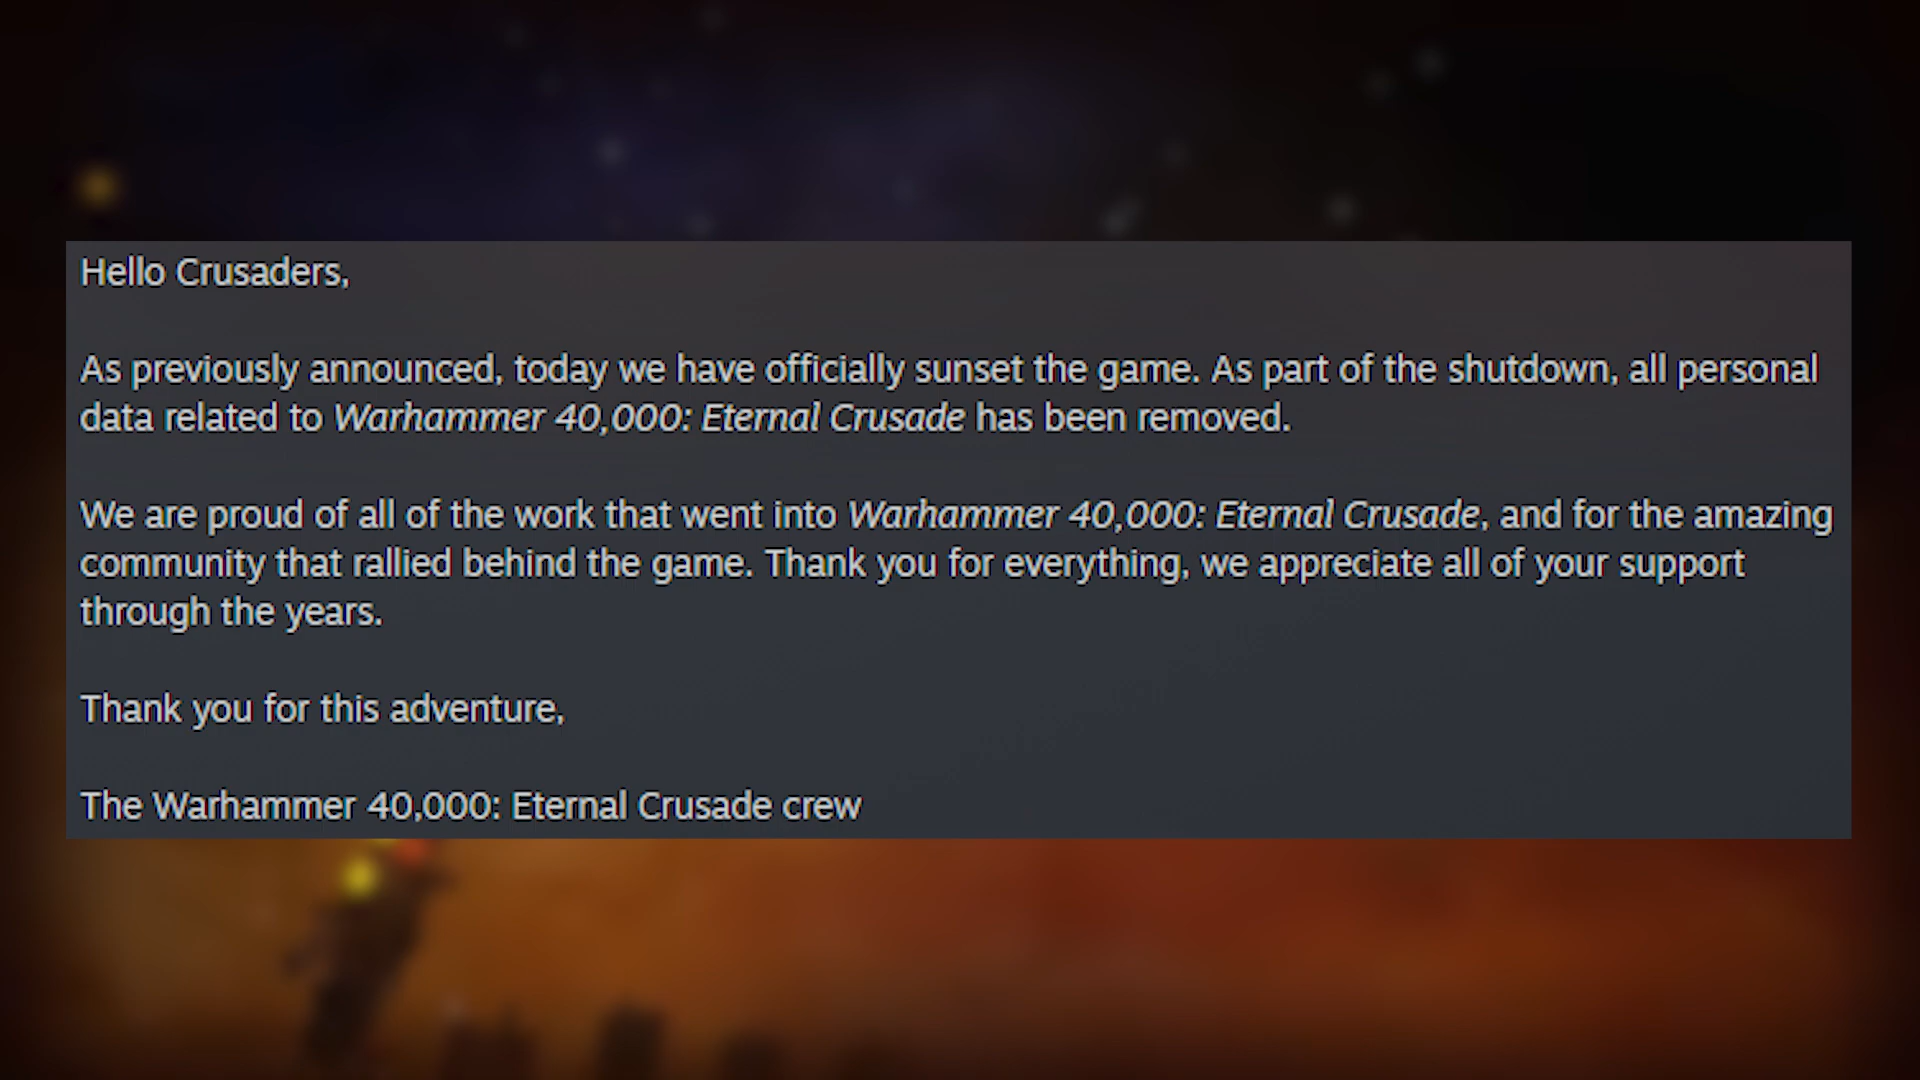 Hello Crusaders,
As previously announced, today we have officially sunset the game. As part of the shutdown, all personal
data related to Warhammer 40,000: Eternal Crusade has been removed.
We are proud of all of the work that went into Warhammer 40,000: Eternal Crusade, and for the amazing
community that rallied behind the game. Thank you for everything, we appreciate all of your support
through the years.
Thank you for this adventure,
The Warhammer 40,000: Eternal Crusade crew